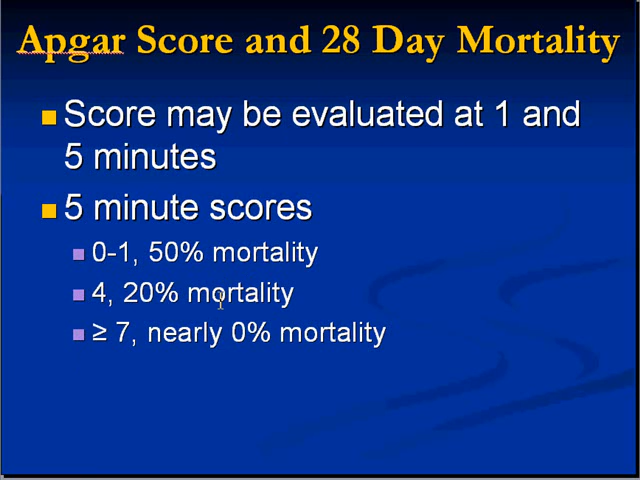 Apgar Score and 28 Day Mortality
Score may be evaluated at 1 and
5 minutes
5 minute scores
0-1, 50% mortality
4, 20% mortality
≥ 7, nearly 0% mortality